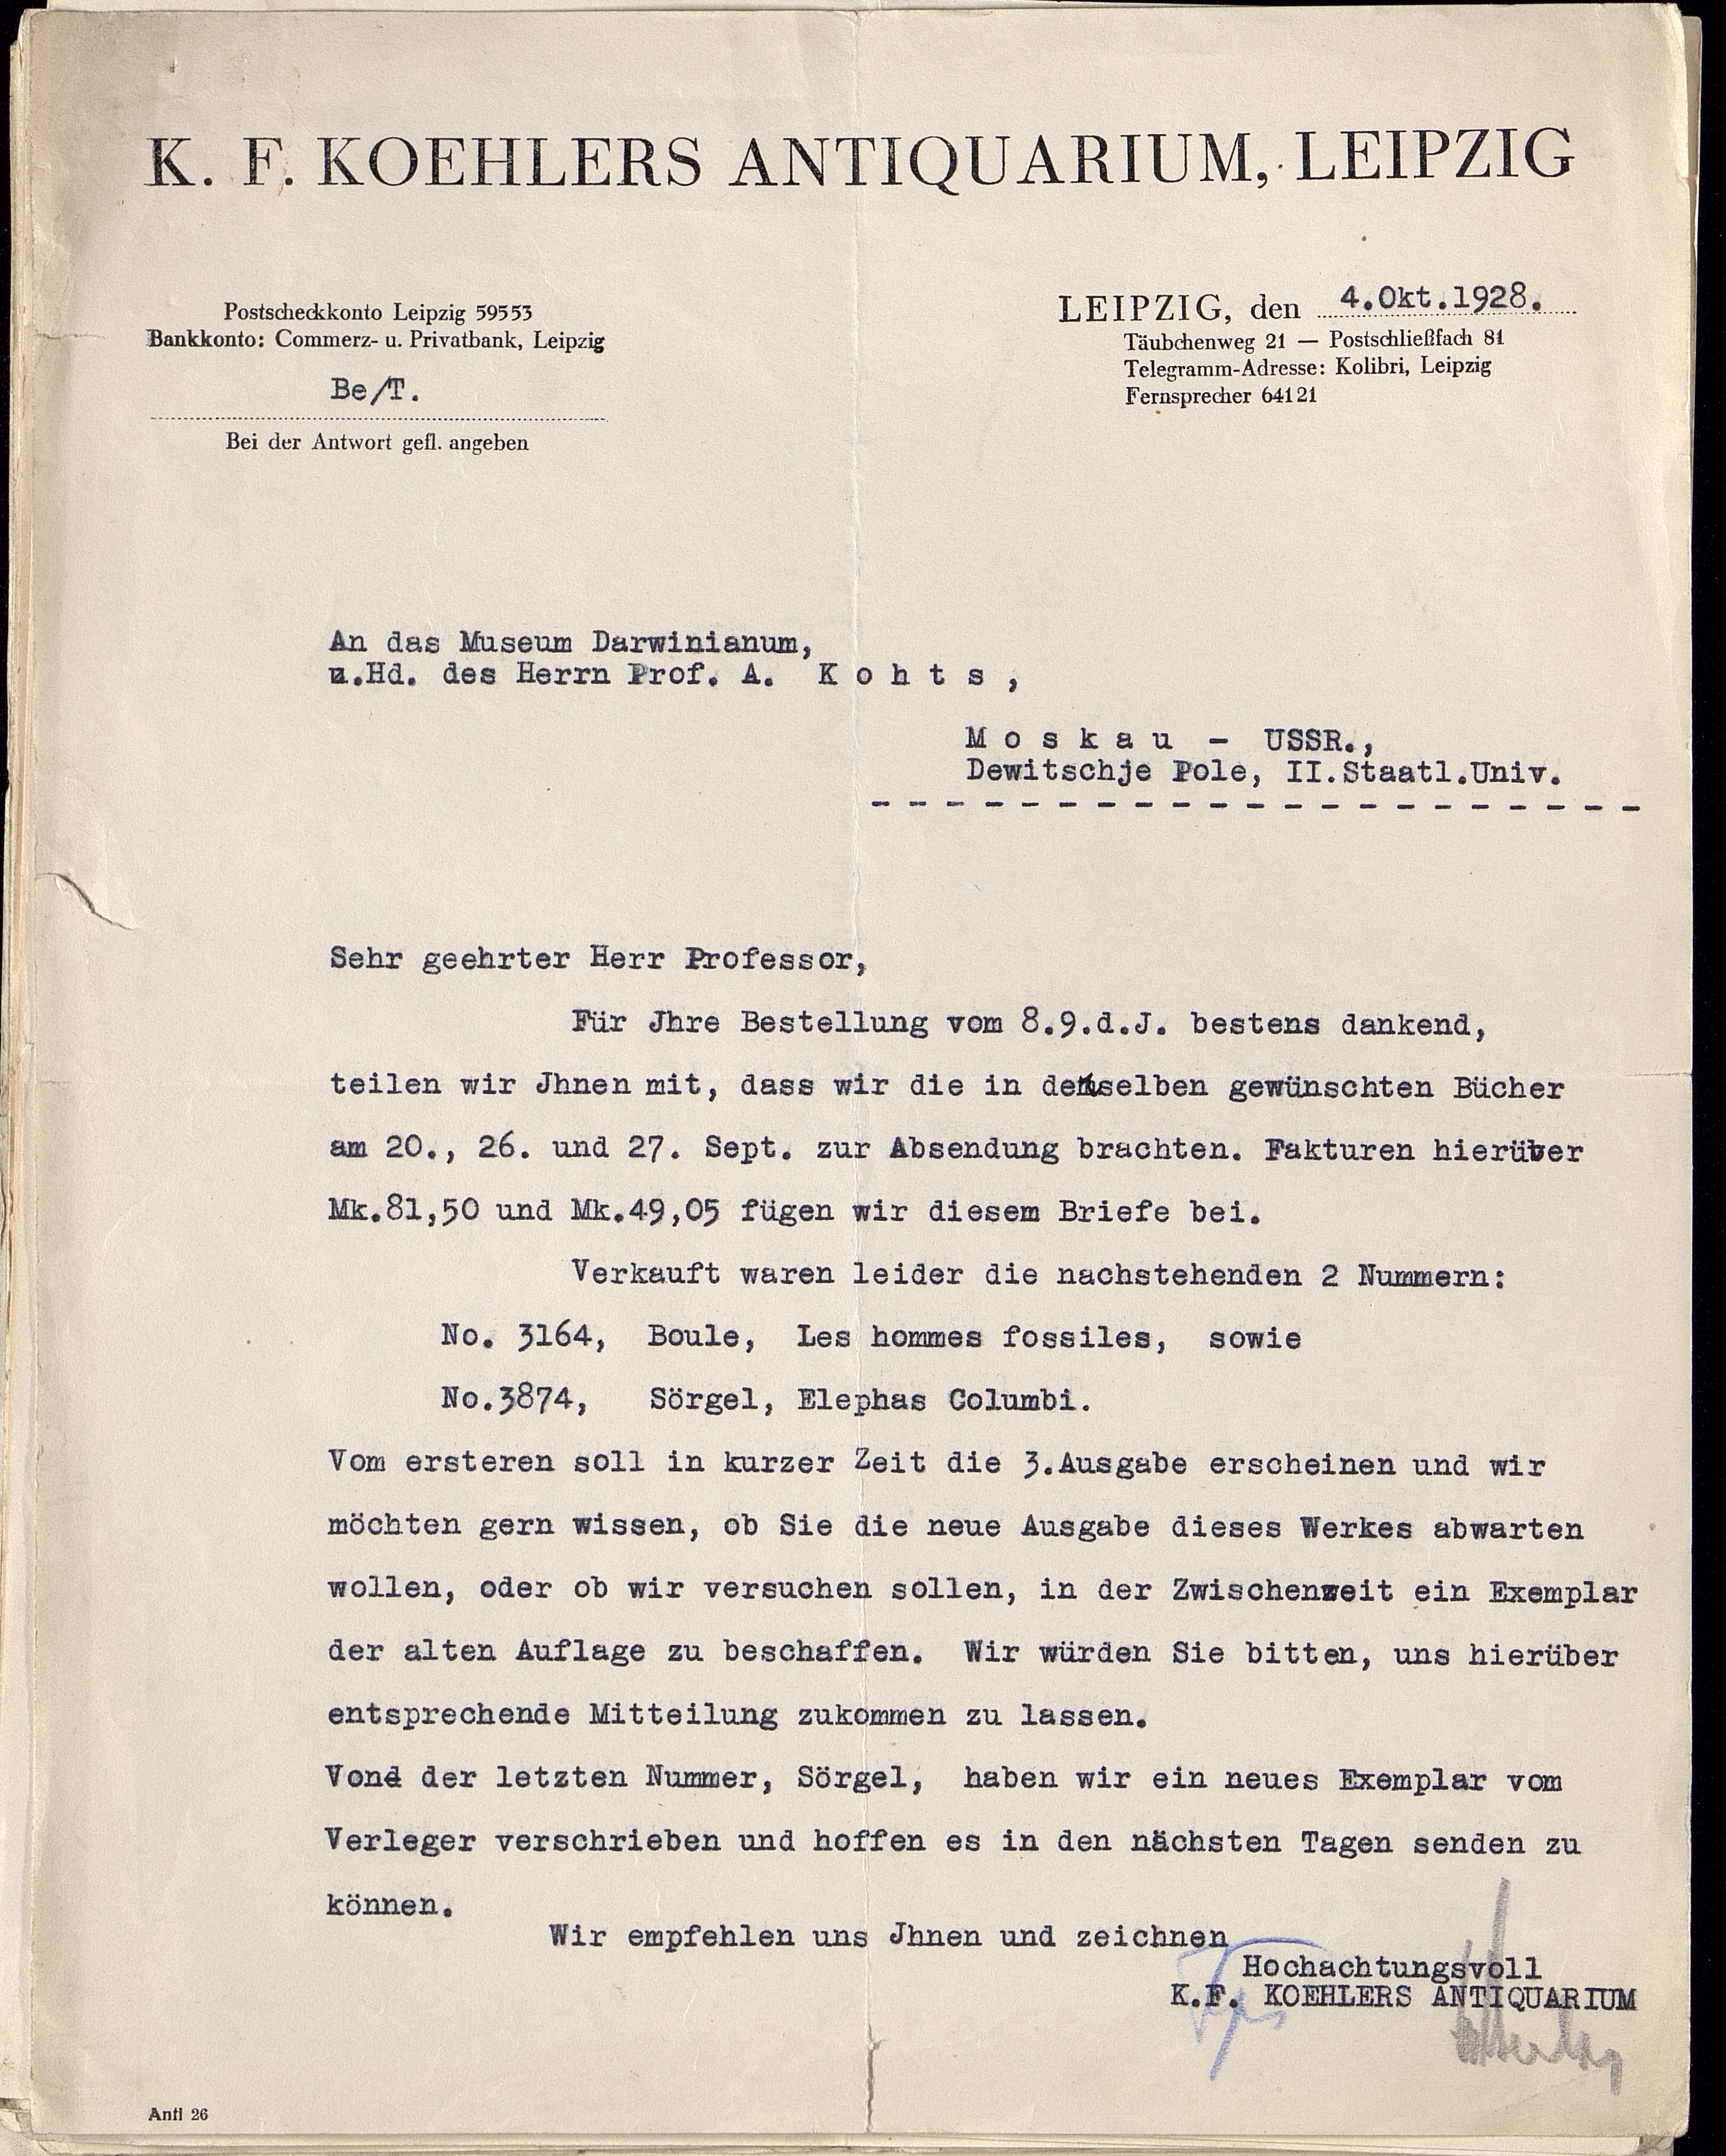 K. F. KOEHLERS ANTIQUARIUM, LEIPZIG
Postscheckkonto Leipzig 59553
Bankkonto: Commerz- u. Privatbank, Leipzig
Be/T.
Bei der Antwort gefl. angeben
LEIPZIG, den 4.Okt.1928.
Täubchenweg 21 — Postschließfach 81
Telegramm-Adresse: Kolibri, Leipzig
Fernsprecher 64121
An das Museum Darwinianum,
z.Hd. des Herrn Prof. A. K o h t s ,
M o s k a u - USSR.,
Dewitschje Pole, II.Staatl.Univ.
Sehr geehrter Herr Professor,
Für Jhre Bestellung vom 8.9.d.J. bestens dankend,
teilen wir Jhnen mit, dass wir die in derselben gewünschten Bücher
am 20., 26. und 27. Sept. zur Absendung brachten. Fakturen hierüber
Mk.81,50 und Mk.49,05 fügen wir diesem Briefe bei.
Verkauft waren leider die nachstehenden 2 Nummern:
No. 3164, Boule, Les hommes fossiles, sowie
No.3874, Sörgel, Elephas Columbi.
Vom ersteren soll in kurzer Zeit die 3.Ausgabe erscheinen und wir
möchten gern wissen, ob Sie die neue Ausgabe dieses Werkes abwarten
wollen, oder ob wir versuchen sollen, in der Zwischenzeit ein Exemplar
der alten Auflage zu beschaffen. Wir würden Sie bitten, uns hierüber
entsprechende Mitteilung zukommen zu lassen.
Von der letzten Nummer, Sörgel, haben wir ein neues Exemplar vom
Verleger verschrieben und hoffen es in den nächsten Tagen senden zu
können.
Wir empfehlen uns Jhnen und zeichnen
Hochachtungsvoll
K.F. KOEHLERS ANTIQUARIUM
Anti 26